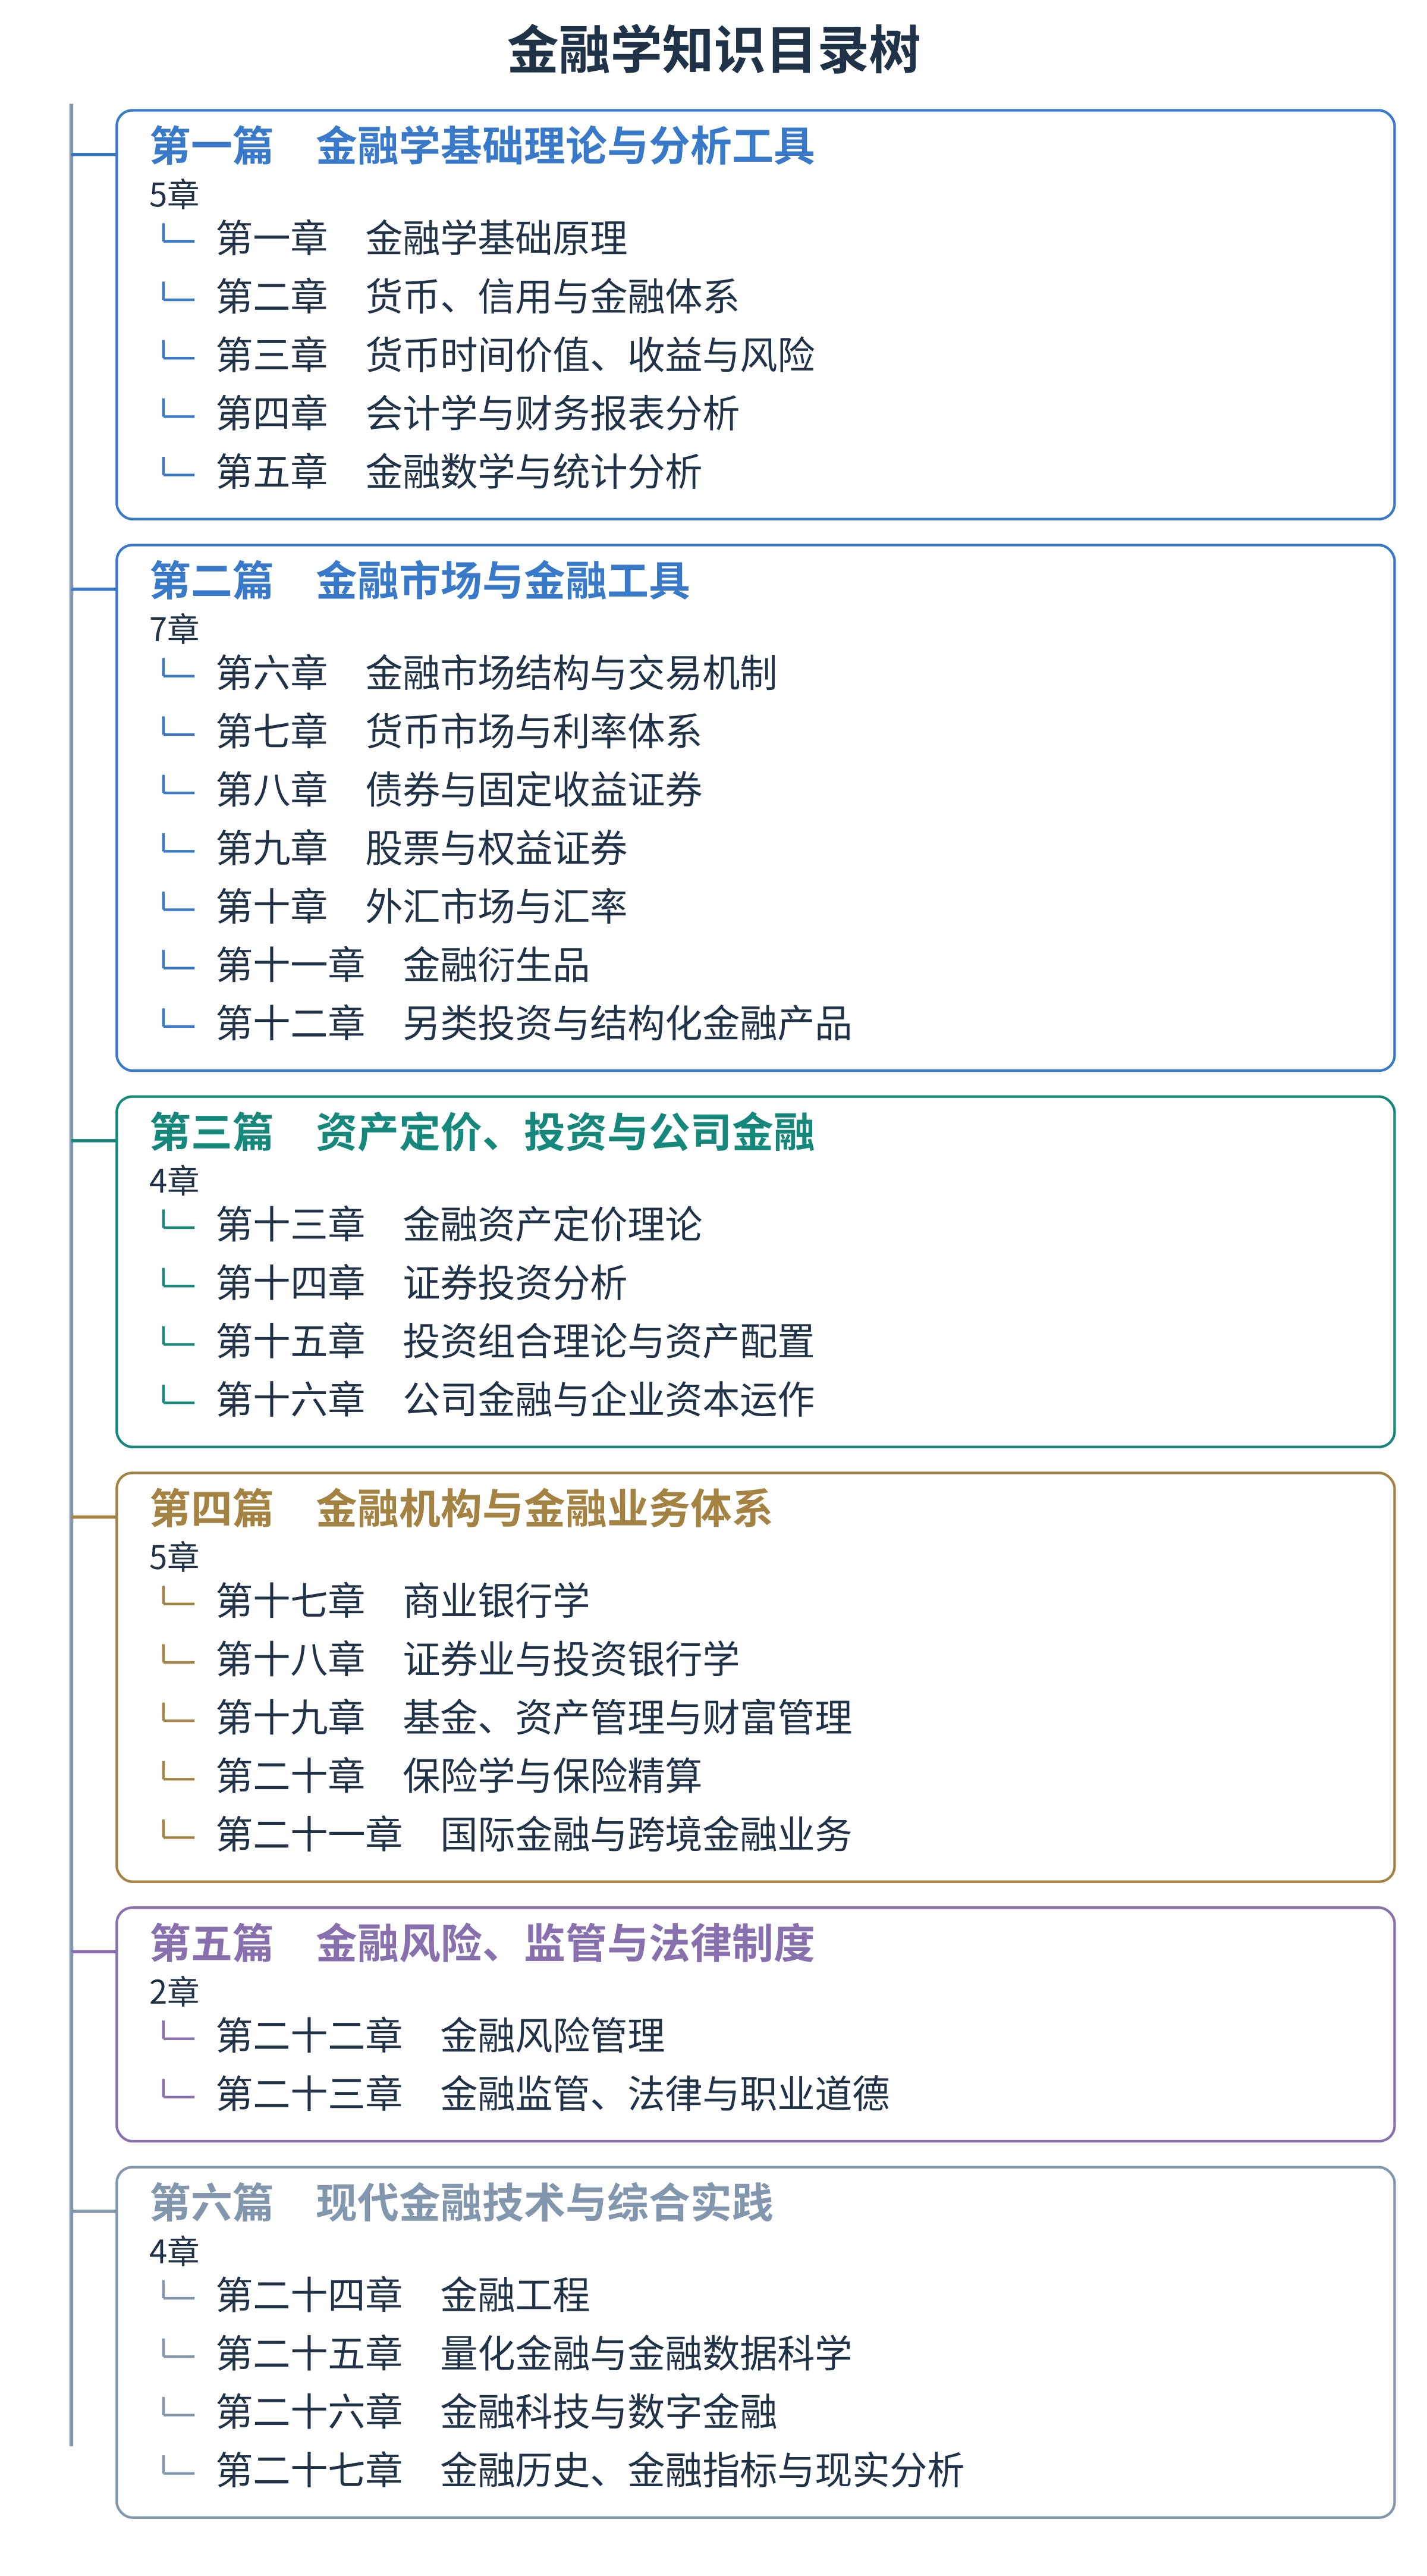 金融学知识目录树
第一篇　金融学基础理论与分析工具
5章
第一章　金融学基础原理
第二章　货币、信用与金融体系
第三章　货币时间价值、收益与风险
第四章　会计学与财务报表分析
第五章　金融数学与统计分析
第二篇　金融市场与金融工具
7章
第六章　金融市场结构与交易机制
第七章　货币市场与利率体系
第八章　债券与固定收益证券
第九章　股票与权益证券
第十章　外汇市场与汇率
第十一章　金融衍生品
第十二章　另类投资与结构化金融产品
第三篇　资产定价、投资与公司金融
4章
第十三章　金融资产定价理论
第十四章　证券投资分析
第十五章　投资组合理论与资产配置
第十六章　公司金融与企业资本运作
第四篇　金融机构与金融业务体系
5章
第十七章　商业银行学
第十八章　证券业与投资银行学
第十九章　基金、资产管理与财富管理
第二十章　保险学与保险精算
第二十一章　国际金融与跨境金融业务
第五篇　金融风险、监管与法律制度
2章
第二十二章　金融风险管理
第二十三章　金融监管、法律与职业道德
第六篇　现代金融技术与综合实践
4章
第二十四章　金融工程
第二十五章　量化金融与金融数据科学
第二十六章　金融科技与数字金融
第二十七章　金融历史、金融指标与现实分析